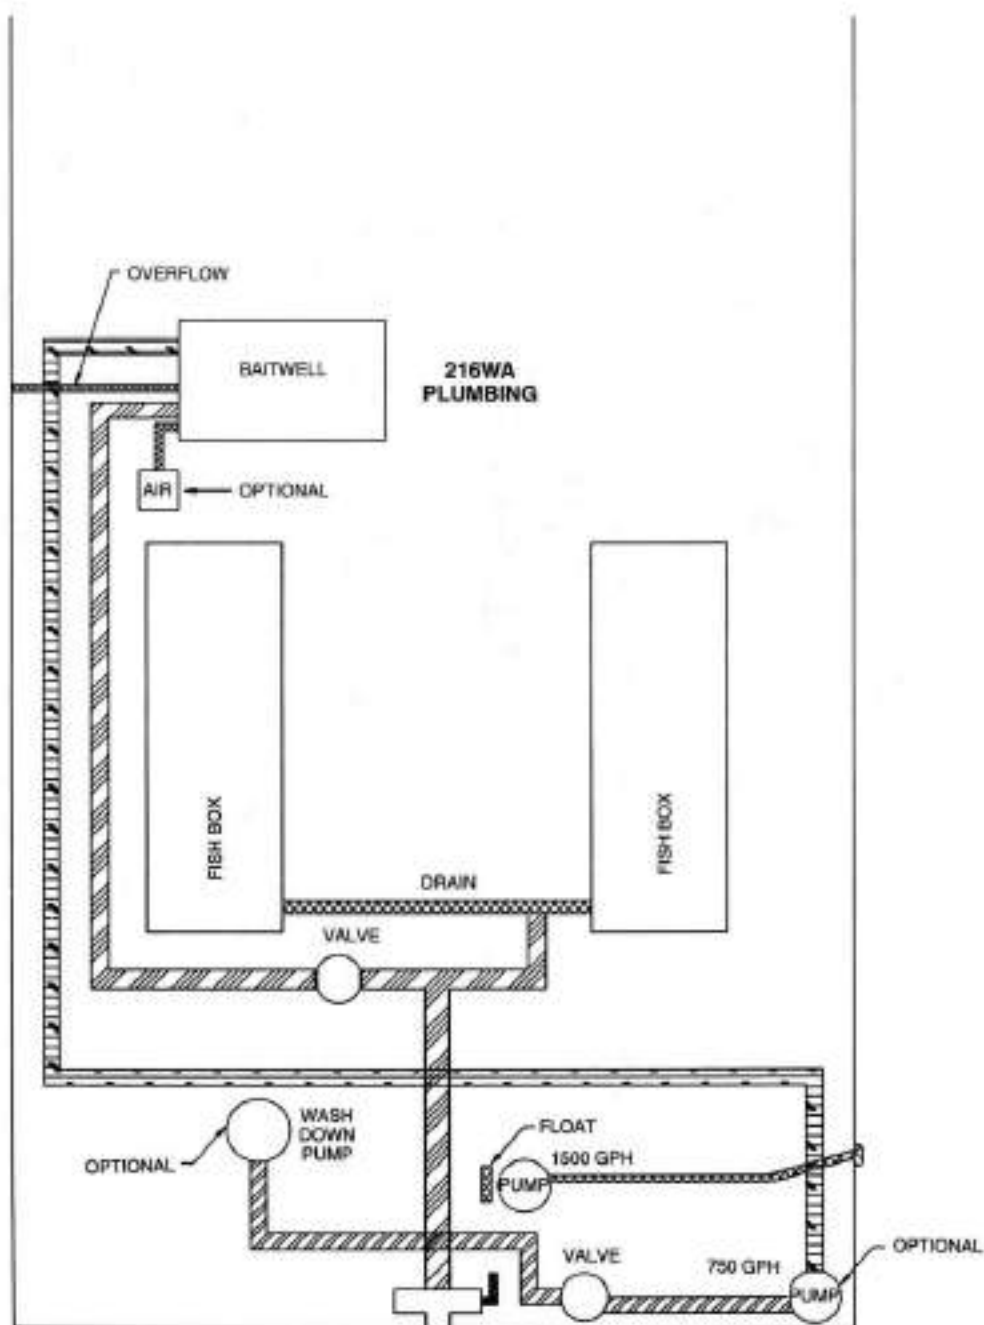 OVERFLOW
BAITWELL
216WA
PLUMBING
AIR
OPTIONAL
FISH BOX
FISH BOX
DRAIN
VALVE
WASH
DOWN
PUMP
OPTIONAL
FLOAT
1500 GPH
PUMP
VALVE
750 GPH
PUMP
OPTIONAL